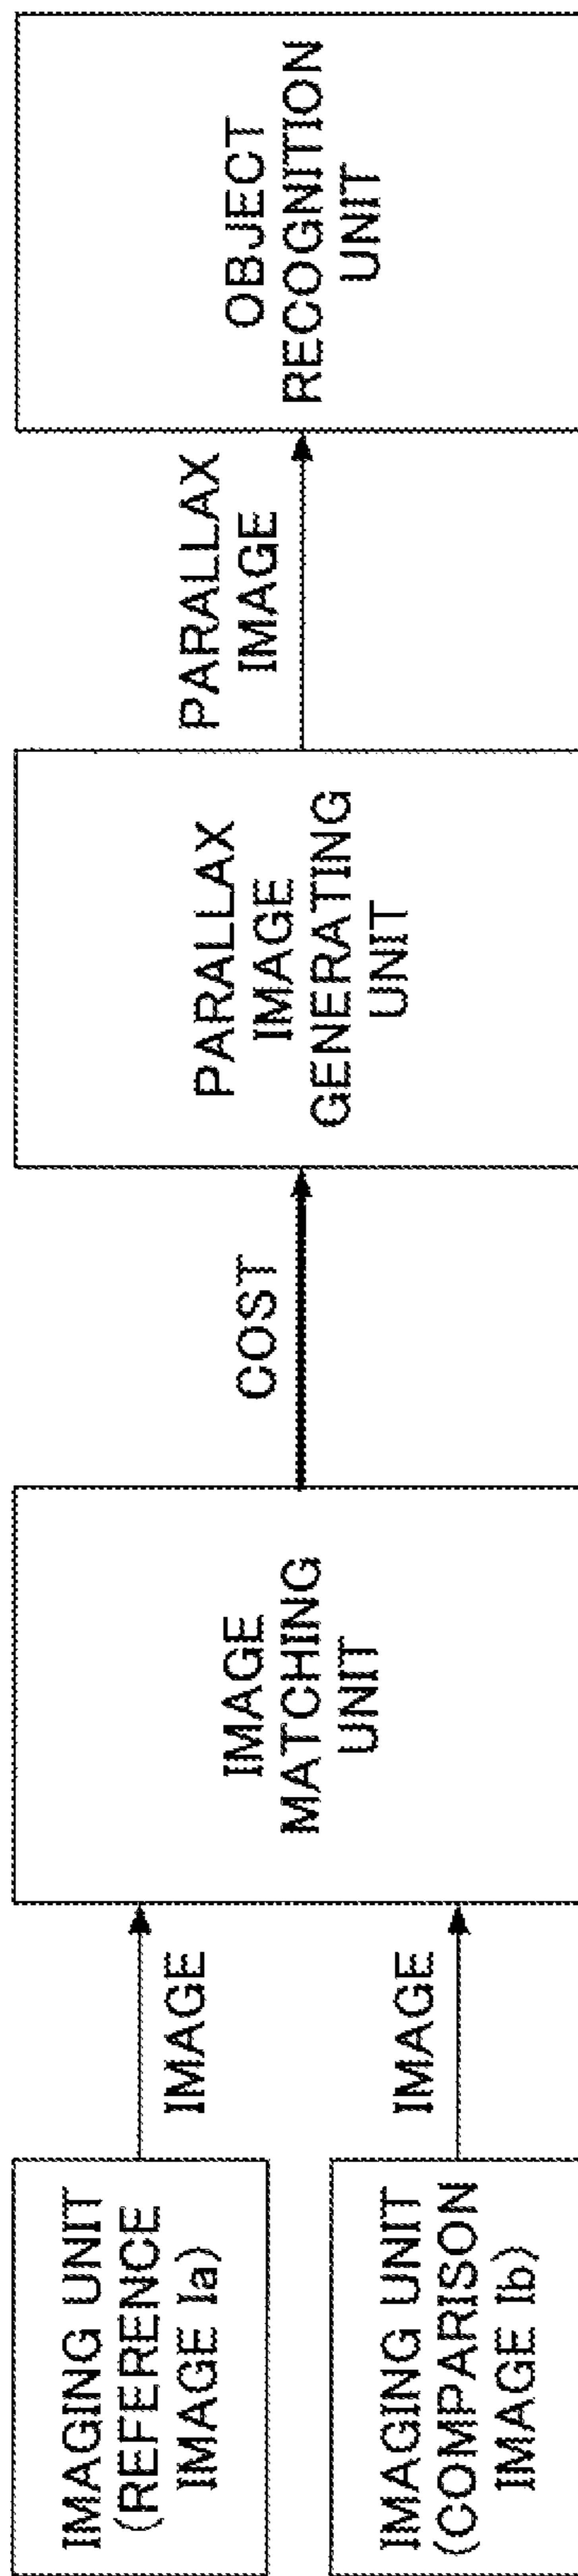 IMAGING UNIT
(REFERENCE
IMAGE Ia)
IMAGING UNIT
(COMPARISON
IMAGE Ib)
IMAGE
IMAGE
IMAGE
MATCHING
UNIT
COST
PARALLAX
IMAGE
GENERATING
UNIT
PARALLAX
IMAGE
OBJECT
RECOGNITION
UNIT